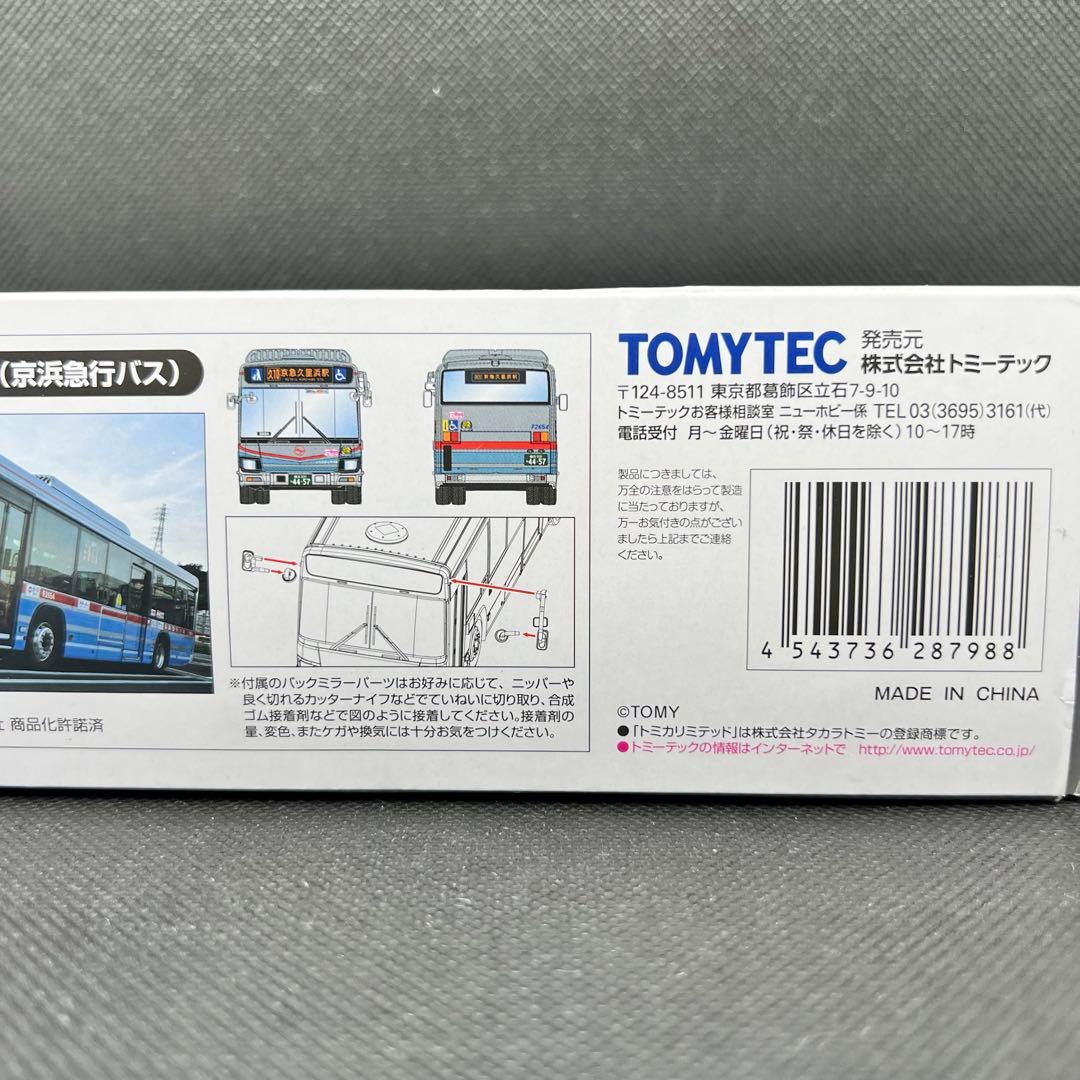 (京浜急行バス)
久10 京急久里浜駅
京急久里浜駅
F2654
44-57
44-57
※付属のバックミラーパーツはお好みに応じて、ニッパーや
良く切れるカッターナイフなどでていねいに切り取り、合成
ゴム接着剤などで図のように接着してください。接着剤の
量、変色、またケガや換気には十分お気をつけください。
商品化許諾済
TOMYTEC 発売元
株式会社トミーテック
〒124-8511 東京都葛飾区立石7-9-10
トミーテックお客様相談室 ニューホビー係 TEL 03(3695)3161(代)
電話受付 月～金曜日(祝・祭・休日を除く)10～17時
製品につきましては、
万全の注意をはらって製造
に当たっておりますが、
万一お気付きの点がござい
ましたら上記までご連絡
ください。
4 543736 287988
MADE IN CHINA
©TOMY
●「トミカリミテッド」は株式会社タカラトミーの登録商標です。
●トミーテックの情報はインターネットで http://www.tomytec.co.jp/